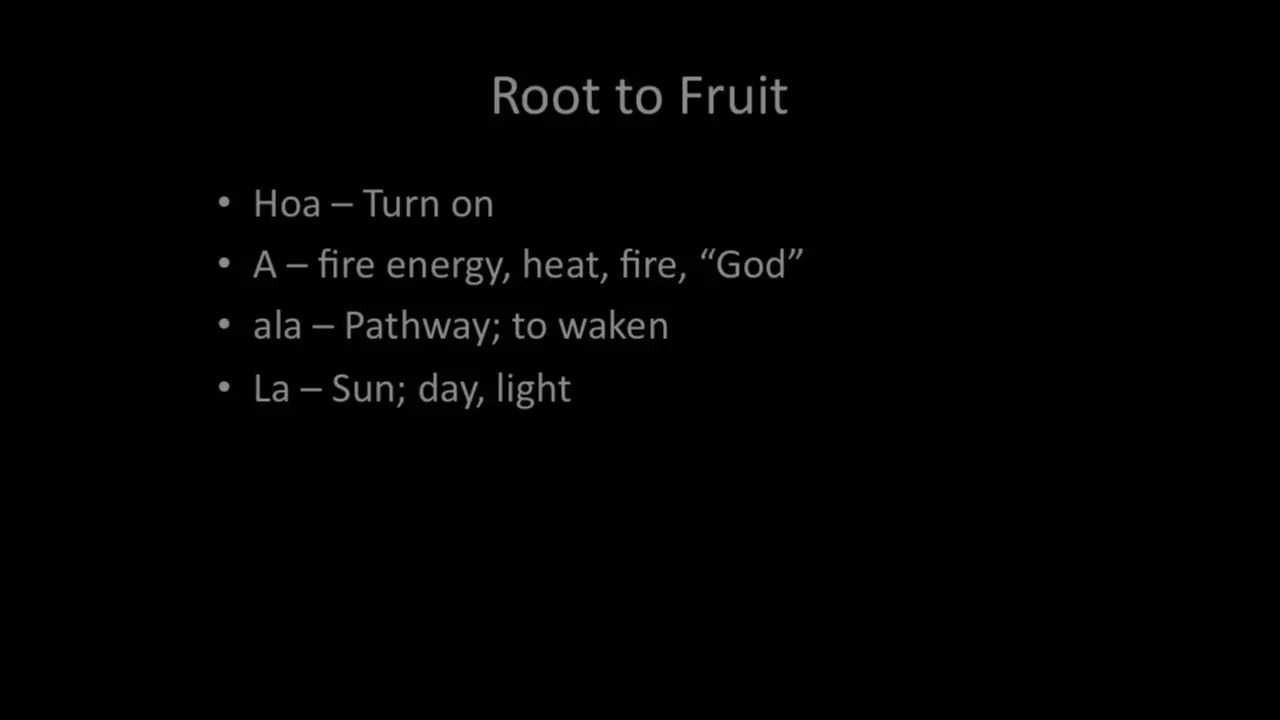 Root to Fruit
• Hoa – Turn on
• A – fire energy, heat, fire, “God”
• ala – Pathway; to waken
• La – Sun; day, light